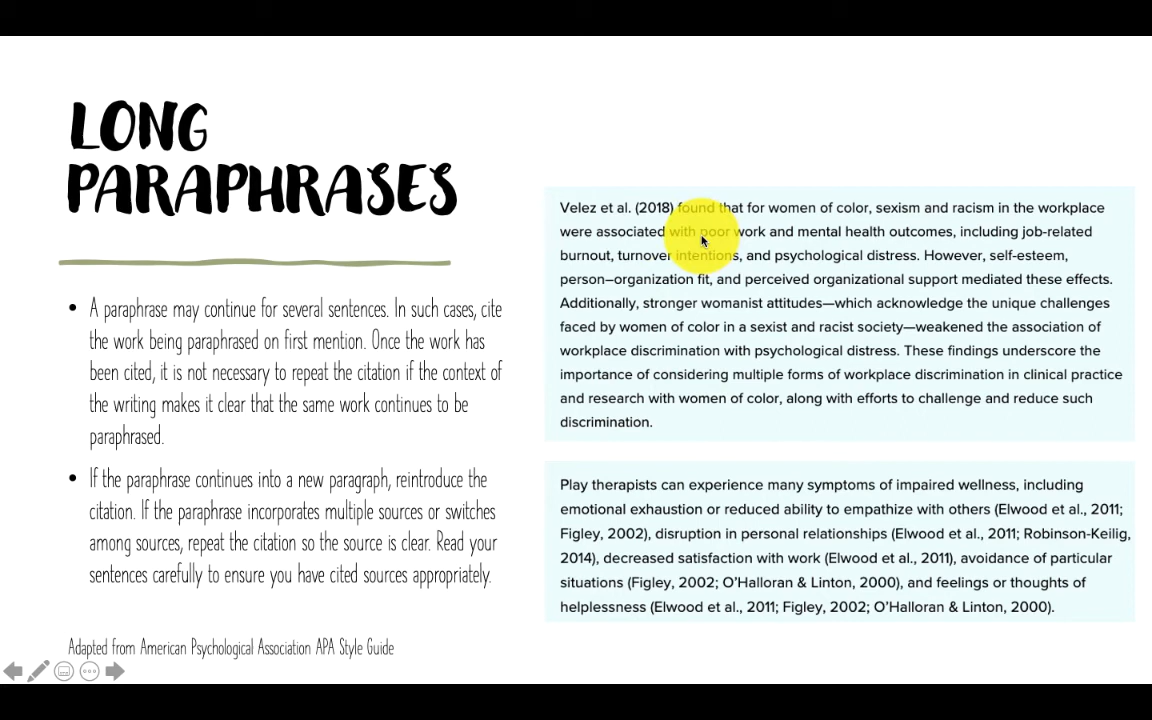 LONG
PARAPHRASES
• A paraphrase may continue for several sentences. In such cases, cite
the work being paraphrased on first mention. Once the work has
been cited, it is not necessary to repeat the citation if the context of
the writing makes it clear that the same work continues to be
paraphrased.
• If the paraphrase continues into a new paragraph, reintroduce the
citation. If the paraphrase incorporates multiple sources or switches
among sources, repeat the citation so the source is clear. Read your
sentences carefully to ensure you have cited sources appropriately.
Adapted from American Psychological Association APA Style Guide
Velez et al. (2018) found that for women of color, sexism and racism in the workplace
were associated with poor work and mental health outcomes, including job-related
burnout, turnover intentions, and psychological distress. However, self-esteem,
person–organization fit, and perceived organizational support mediated these effects.
Additionally, stronger womanist attitudes—which acknowledge the unique challenges
faced by women of color in a sexist and racist society—weakened the association of
workplace discrimination with psychological distress. These findings underscore the
importance of considering multiple forms of workplace discrimination in clinical practice
and research with women of color, along with efforts to challenge and reduce such
discrimination.
Play therapists can experience many symptoms of impaired wellness, including
emotional exhaustion or reduced ability to empathize with others (Elwood et al., 2011;
Figley, 2002), disruption in personal relationships (Elwood et al., 2011; Robinson-Keilig,
2014), decreased satisfaction with work (Elwood et al., 2011), avoidance of particular
situations (Figley, 2002; O’Halloran & Linton, 2000), and feelings or thoughts of
helplessness (Elwood et al., 2011; Figley, 2002; O’Halloran & Linton, 2000).